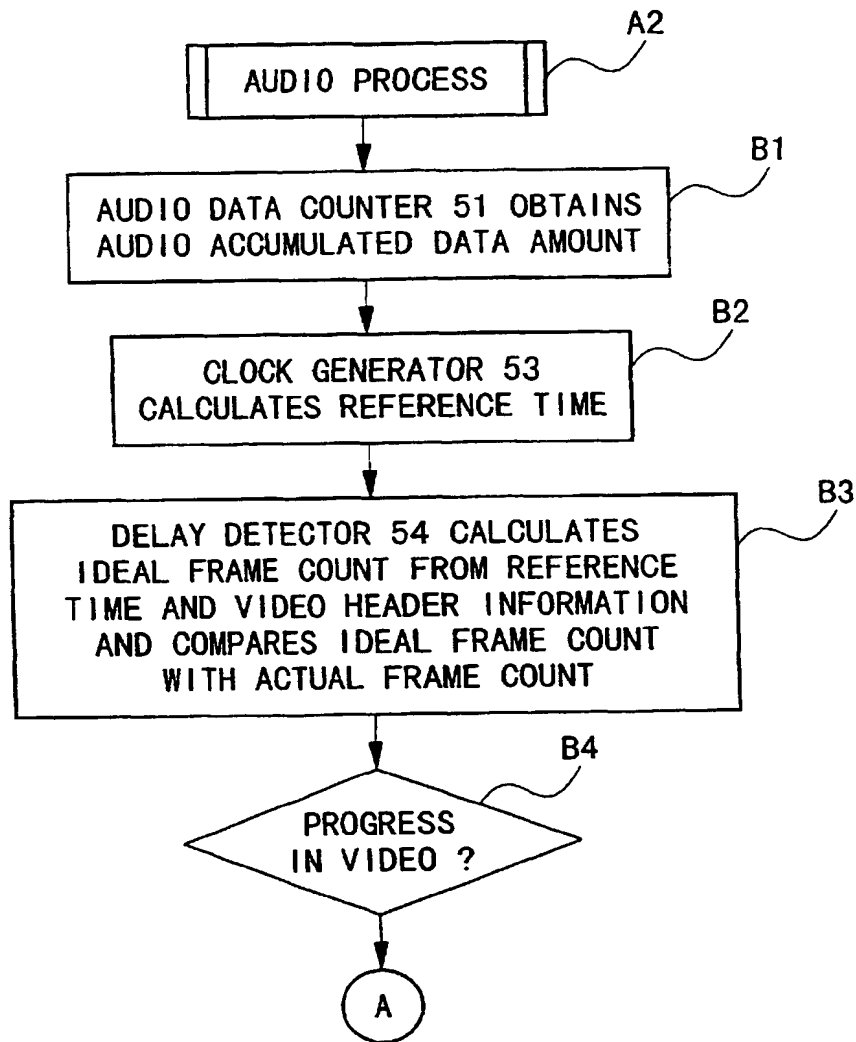 A2
AUDIO PROCESS
B1
AUDIO DATA COUNTER 51 OBTAINS
AUDIO ACCUMULATED DATA AMOUNT
B2
CLOCK GENERATOR 53
CALCULATES REFERENCE TIME
B3
DELAY DETECTOR 54 CALCULATES
IDEAL FRAME COUNT FROM REFERENCE
TIME AND VIDEO HEADER INFORMATION
AND COMPARES IDEAL FRAME COUNT
WITH ACTUAL FRAME COUNT
B4
PROGRESS
IN VIDEO ?
A